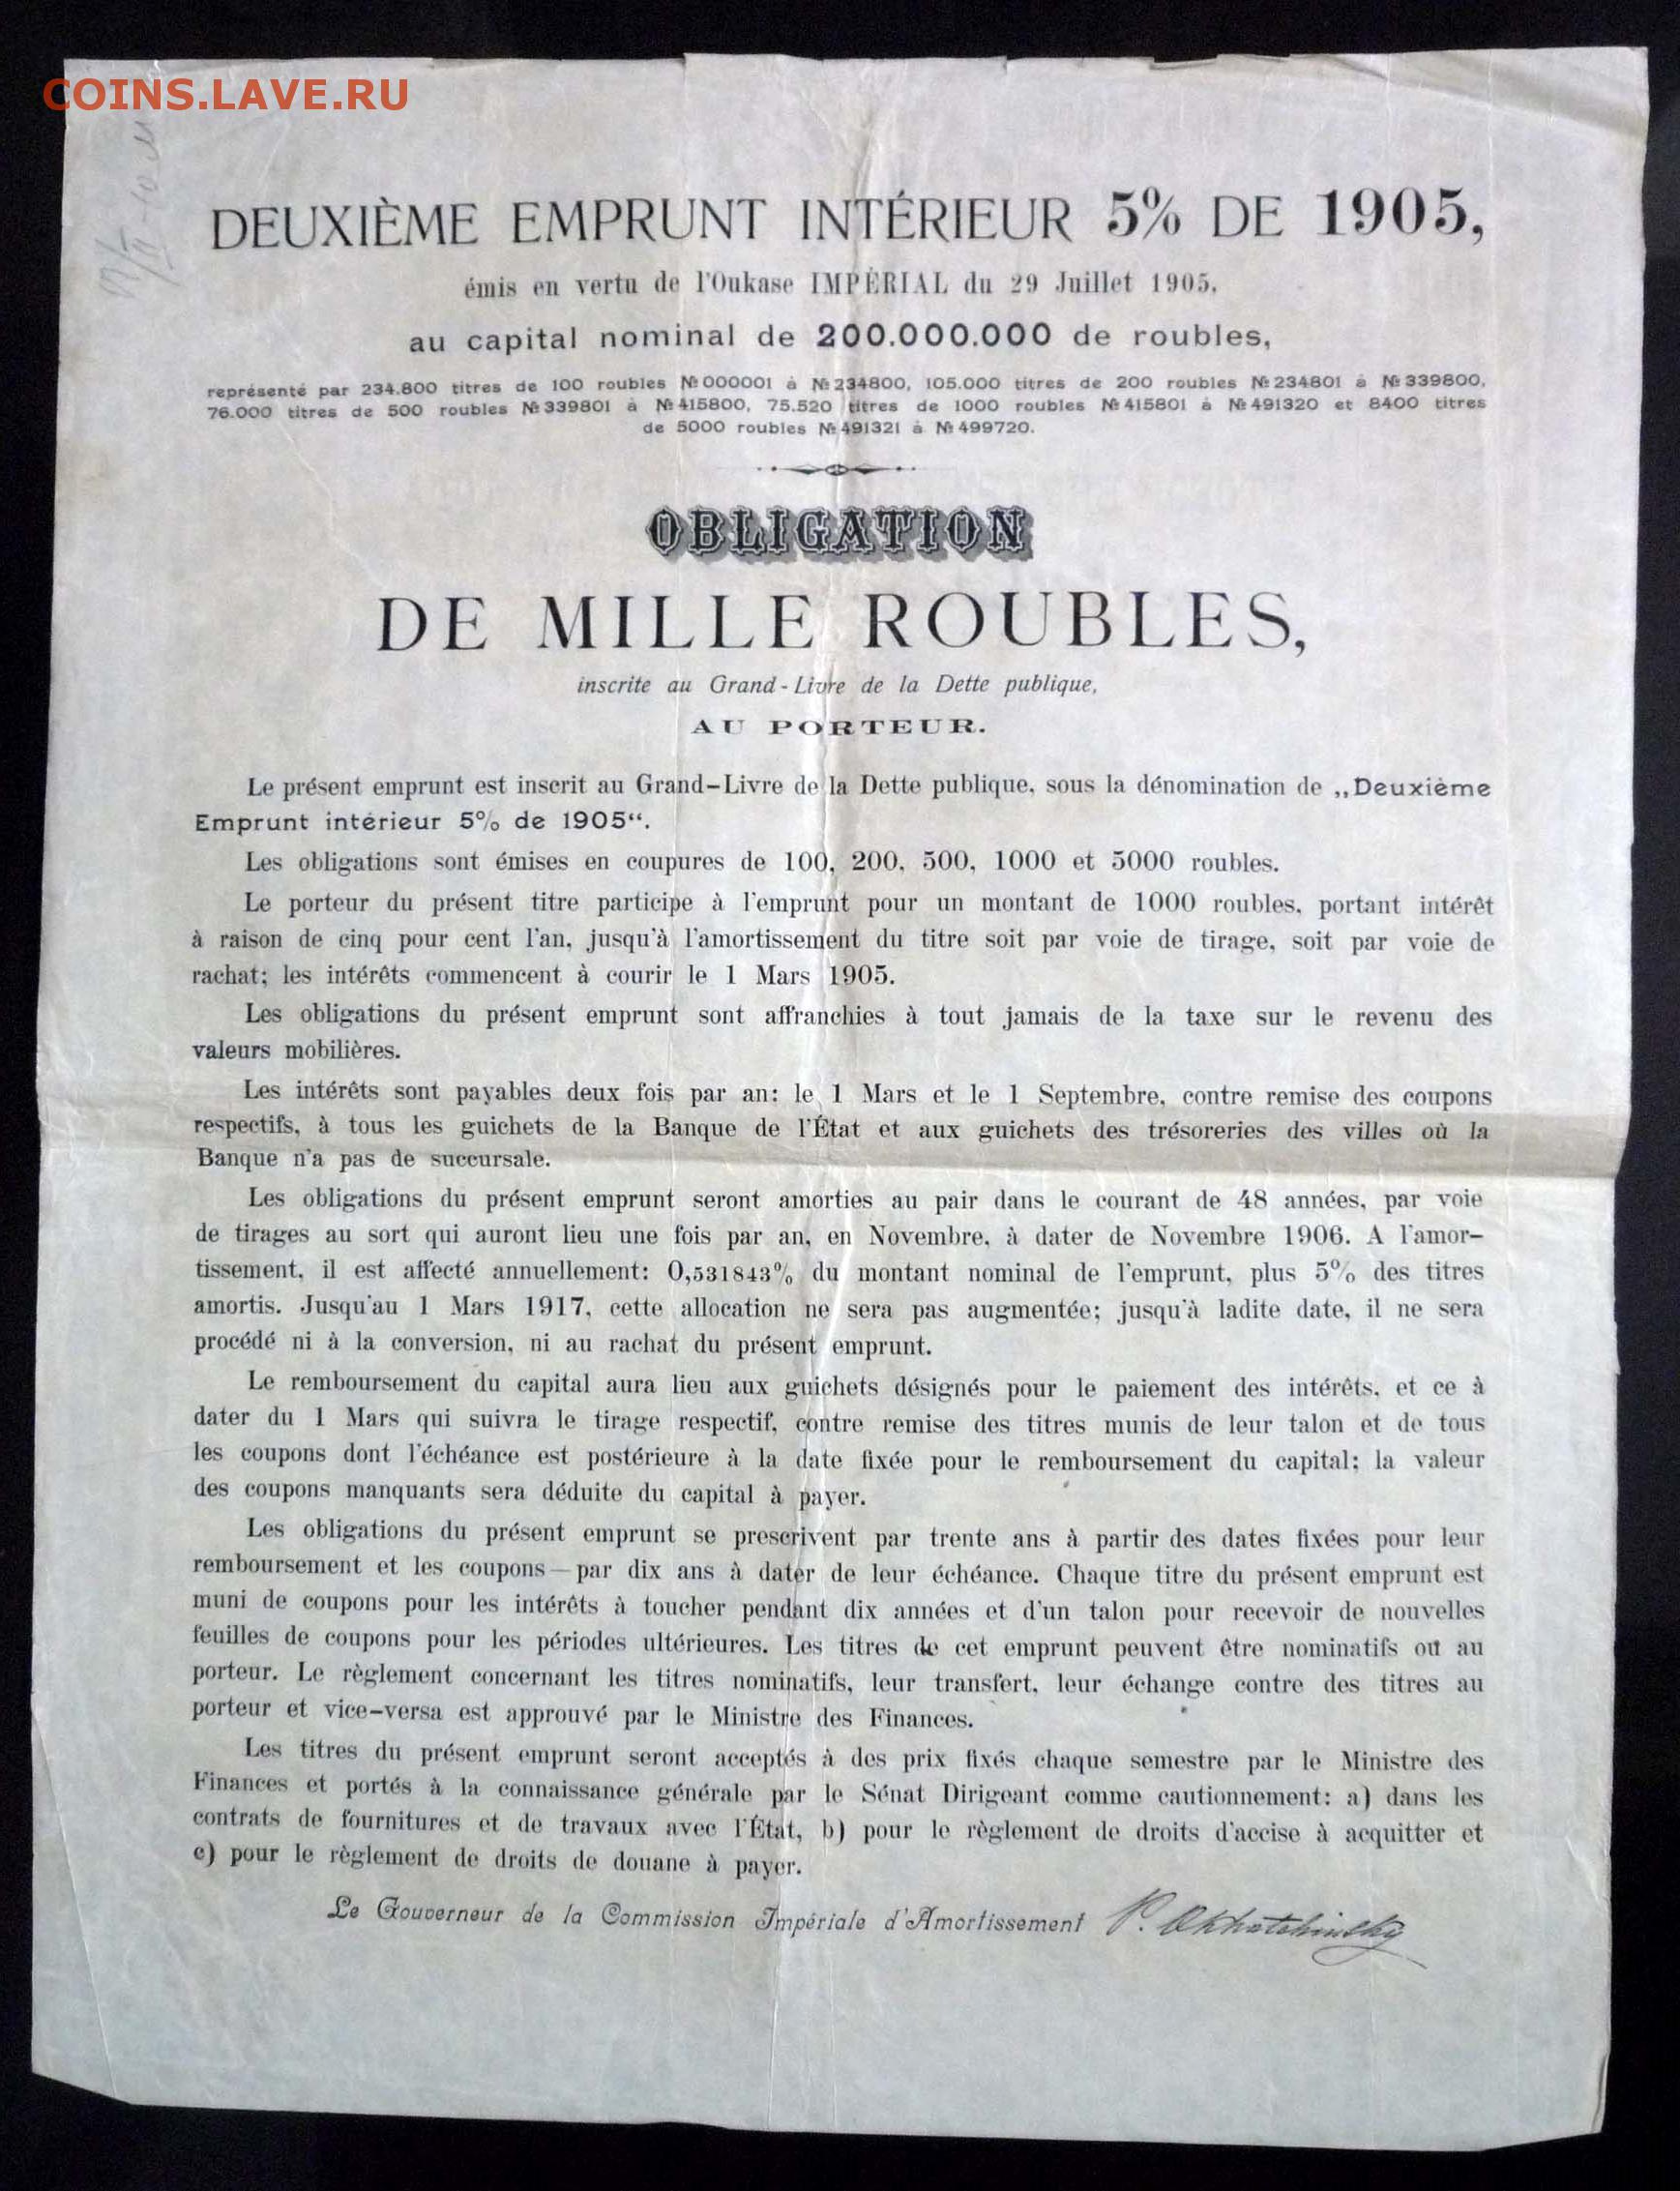 COINS.LAVE.RU
DEUXIÈME EMPRUNT INTÉRIEUR 5% DE 1905,
émis en vertu de l'Oukase IMPÉRIAL du 29 Juillet 1905,
au capital nominal de 200.000.000 de roubles,
représenté par 234.800 titres de 100 roubles № 000001 à № 234800, 105.000 titres de 200 roubles № 234801 à № 339800,
76.000 titres de 500 roubles № 339801 à № 415800, 75.520 titres de 1000 roubles № 415801 à № 491320 et 8400 titres
de 5000 roubles № 491321 à № 499720.
OBLIGATION
DE MILLE ROUBLES,
inscrite au Grand-Livre de la Dette publique,
AU PORTEUR.
Le présent emprunt est inscrit au Grand-Livre de la Dette publique, sous la dénomination de „Deuxième
Emprunt intérieur 5% de 1905“.
Les obligations sont émises en coupures de 100, 200, 500, 1000 et 5000 roubles.
Le porteur du présent titre participe à l'emprunt pour un montant de 1000 roubles, portant intérêt
à raison de cinq pour cent l'an, jusqu'à l'amortissement du titre soit par voie de tirage, soit par voie de
rachat; les intérêts commencent à courir le 1 Mars 1905.
Les obligations du présent emprunt sont affranchies à tout jamais de la taxe sur le revenu des
valeurs mobilières.
Les intérêts sont payables deux fois par an: le 1 Mars et le 1 Septembre, contre remise des coupons
respectifs, à tous les guichets de la Banque de l'État et aux guichets des trésoreries des villes où la
Banque n'a pas de succursale.
Les obligations du présent emprunt seront amorties au pair dans le courant de 48 années, par voie
de tirages au sort qui auront lieu une fois par an, en Novembre, à dater de Novembre 1906. A l'amor-
tissement, il est affecté annuellement: 0,531843% du montant nominal de l'emprunt, plus 5% des titres
amortis. Jusqu'au 1 Mars 1917, cette allocation ne sera pas augmentée; jusqu'à ladite date, il ne sera
procédé ni à la conversion, ni au rachat du présent emprunt.
Le remboursement du capital aura lieu aux guichets désignés pour le paiement des intérêts, et ce à
dater du 1 Mars qui suivra le tirage respectif, contre remise des titres munis de leur talon et de tous
les coupons dont l'échéance est postérieure à la date fixée pour le remboursement du capital; la valeur
des coupons manquants sera déduite du capital à payer.
Les obligations du présent emprunt se prescrivent par trente ans à partir des dates fixées pour leur
remboursement et les coupons — par dix ans à dater de leur échéance. Chaque titre du présent emprunt est
muni de coupons pour les intérêts à toucher pendant dix années et d'un talon pour recevoir de nouvelles
feuilles de coupons pour les périodes ultérieures. Les titres de cet emprunt peuvent être nominatifs ou au
porteur. Le règlement concernant les titres nominatifs, leur transfert, leur échange contre des titres au
porteur et vice-versa est approuvé par le Ministre des Finances.
Les titres du présent emprunt seront acceptés à des prix fixés chaque semestre par le Ministre des
Finances et portés à la connaissance générale par le Sénat Dirigeant comme cautionnement: a) dans les
contrats de fournitures et de travaux avec l'État, b) pour le règlement de droits d'accise à acquitter et
c) pour le règlement de droits de douane à payer.
Le Gouverneur de la Commission Impériale d'Amortissement P. Okhotchinsky